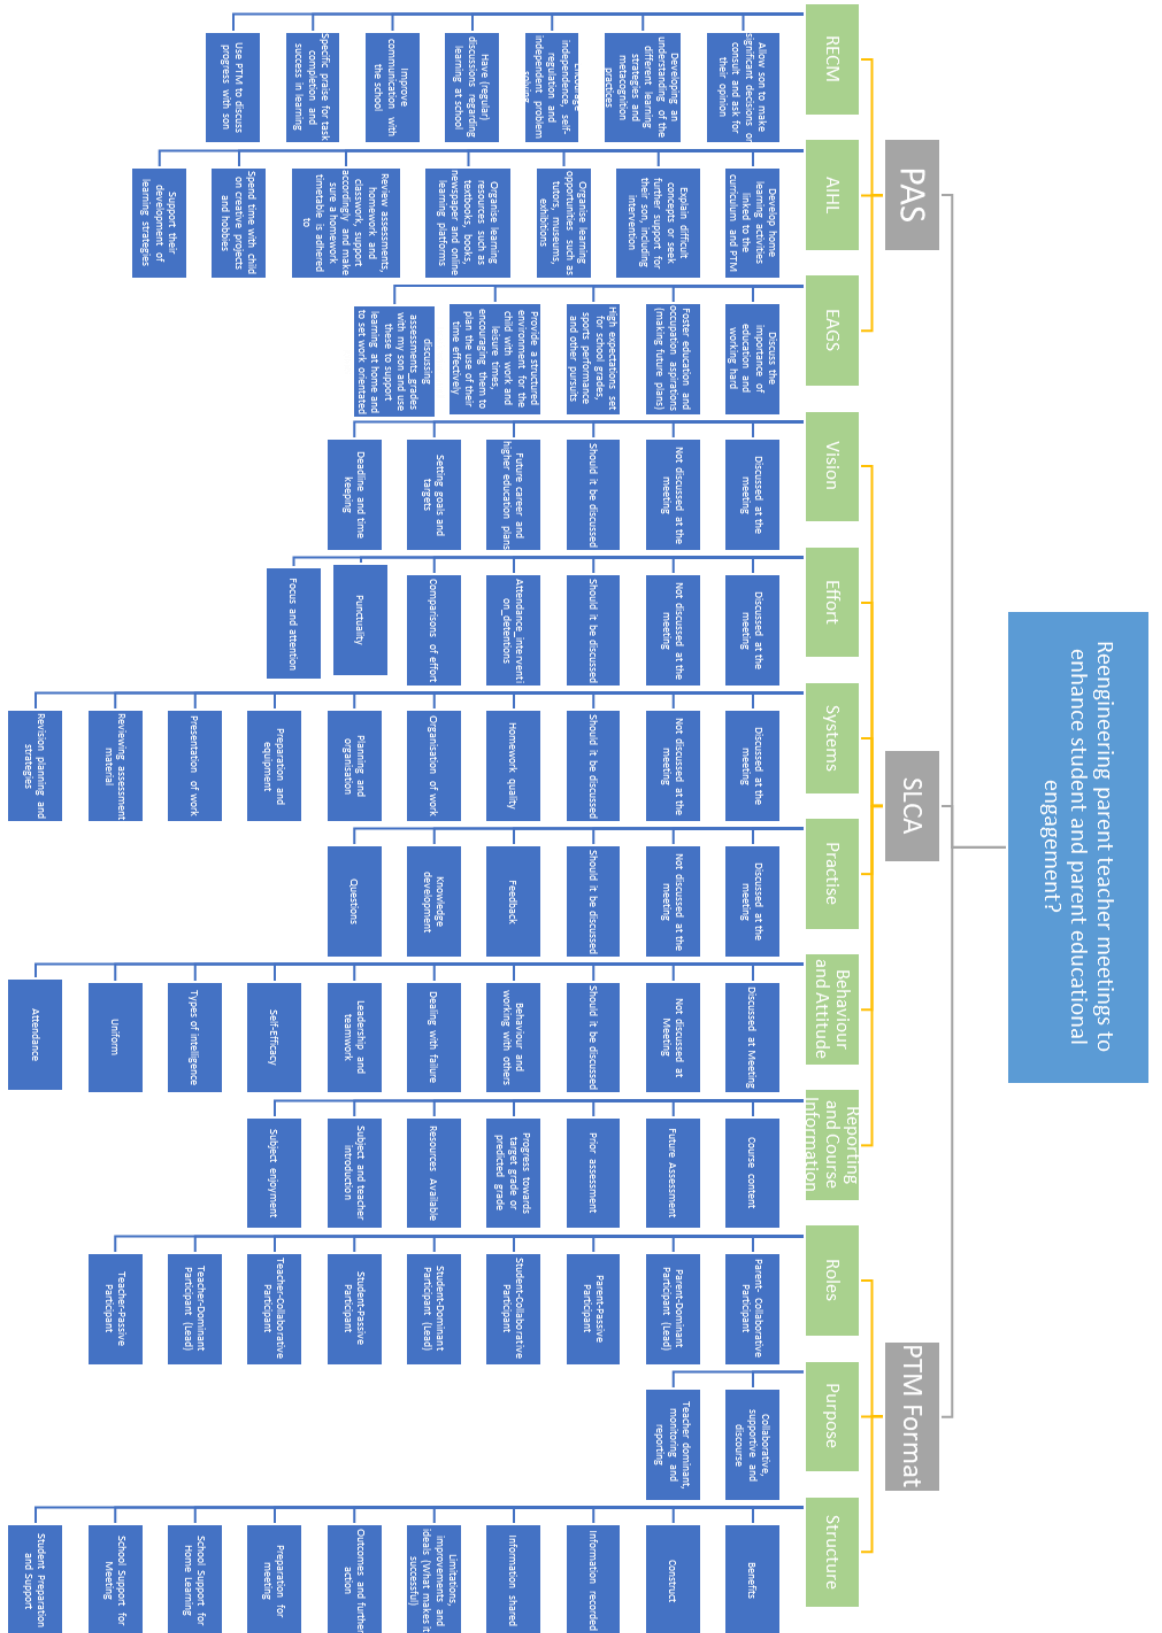 Reengineering parent teacher meetings to
enhance student and parent educational
engagement?
PAS
SLCA
PTM Format
RECM
AIHL
EAGS
Vision
Effort
Systems
Practise
Behaviour
and Attitude
Reporting
and Course
Information
Roles
Purpose
Structure
Allow son to make
significant decisions or
consult and ask for
their opinion
Developing an
understanding of the
different learning
strategies and
metacognition
practices
Encourage
independence, self-
regulation and
independent problem
solving
Have (regular)
discussions regarding
learning at school
Improve
communication with
the school
Specific praise for task
completion and
success in learning
Use PTM to discuss
progress with son
Develop home
learning activities
linked to the
curriculum and PTM
Explain difficult
concepts or seek
further support for
their son, including
intervention
Organise learning
opportunities such as
tutors, museums,
exhibitions
Organise learning
resources such as
textbooks, books,
newspaper and online
learning platforms
Review assessments,
homework and
classwork, support
accordingly and make
sure a homework
timetable is adhered
to
Spend time with child
on creative projects
and hobbies
Support their
development of
learning strategies
Discuss the
importance of
education and
working hard
Foster education and
occupation aspirations
(making future plans)
High expectations set
for school grades,
sports performance
and other pursuits
Provide a structured
environment for the
child with work and
leisure times,
encouraging them to
plan the use of their
time effectively
discussing
assessments_grades
with my son and use
these to support
learning at home and
to set work orientated
Discussed at the
meeting
Not discussed at the
meeting
Should it be discussed
Future career and
higher education plans
Setting goals and
targets
Deadline and time
keeping
Discussed at the
meeting
Not discussed at the
meeting
Should it be discussed
Attendance_interventi
on_detentions
Comparisons of effort
Punctuality
Focus and attention
Discussed at the
meeting
Not discussed at the
meeting
Should it be discussed
Homework quality
Organisation of work
Planning and
organisation
Preparation and
equipment
Presentation of work
Reviewing assessment
material
Revision planning and
strategies
Discussed at the
meeting
Not discussed at the
meeting
Should it be discussed
Feedback
Knowledge
development
Questions
Discussed at Meeting
Not discussed at
Meeting
Should it be discussed
Behaviour and
working with others
Dealing with failure
Leadership and
teamwork
Self-Efficacy
Types of intelligence
Uniform
Attendance
Course content
Future Assessment
Prior assessment
Progress towards
target grade or
predicted grade
Resources Available
Subject and teacher
introduction
Subject enjoyment
Parent- Collaborative
Participant
Parent-Dominant
Participant (Lead)
Parent-Passive
Participant
Student-Collaborative
Participant
Student-Dominant
Participant (Lead)
Student-Passive
Participant
Teacher-Collaborative
Participant
Teacher-Dominant
Participant (Lead)
Teacher-Passive
Participant
Collaborative,
supportive and
discourse
Teacher dominant,
monitoring and
reporting
Benefits
Construct
Information recorded
Information shared
Limitations,
improvements and
ideals (What makes it
successful)
Outcomes and further
action
Preparation for
meeting
School Support for
Home Learning
School Support for
Meeting
Student Preparation
and Support